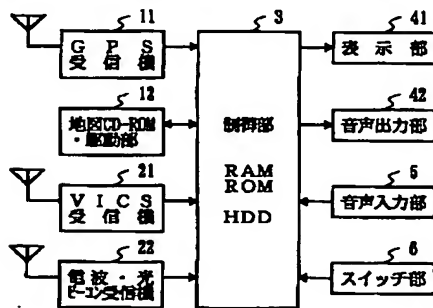 11
GPS
受信機
12
地図CD-ROM
・駆動部
21
VICS
受信機
22
電波・光
ビーコン受信機
3
制御部
RAM
ROM
HDD
41
表示部
42
音声出力部
5
音声入力部
6
スイッチ部